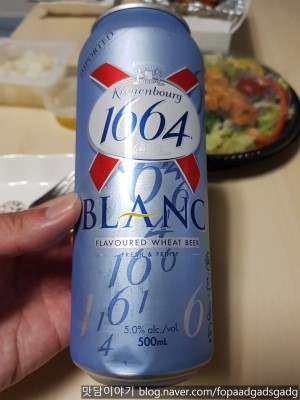 IMPORTED
Kronenbourg
1664
BLANC
FLAVOURED WHEAT BEER
FRESH & FRUITY
5.0% alc./vol.
500mL
맛담이야기 blog.naver.com/fopaadgadsgadg